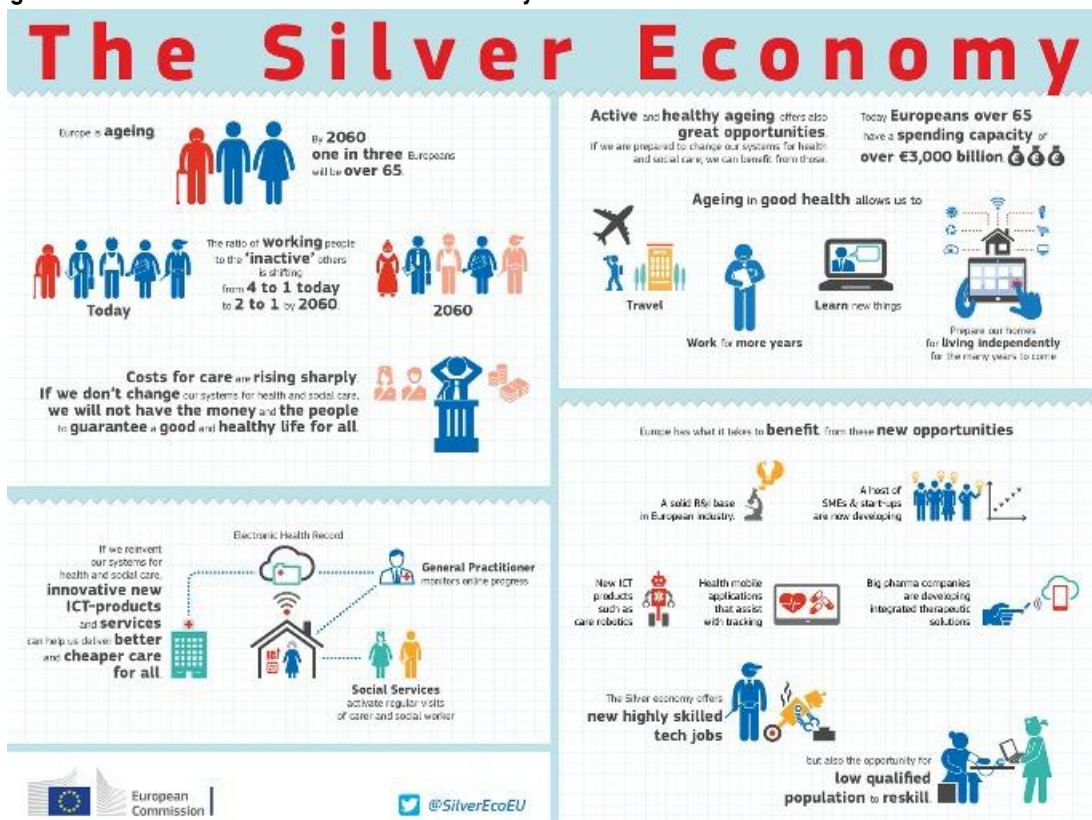 The Silver Economy
Europe is ageing
By 2060
one in three Europeans
will be over 65.
The ratio of working people
to the 'inactive' others
is shifting
from 4 to 1 today
to 2 to 1 by 2060.
Today
2060
Costs for care are rising sharply.
If we don't change our systems for health and social care,
we will not have the money and the people
to guarantee a good and healthy life for all.
If we reinvent
our systems for
health and social care,
innovative new
ICT-products
and services
can help us deliver better
and cheaper care
for all.
Electronic Health Record
General Practitioner
monitors online progress
Social Services
activate regular visits
of carer and social worker
European
Commission
@SilverEcoEU
Active and healthy ageing offers also
great opportunities.
If we are prepared to change our systems for health
and social care, we can benefit from those.
Today Europeans over 65
have a spending capacity of
over €3,000 billion.
Ageing in good health allows us to
Travel
Work for more years
Learn new things
Prepare our homes
for living independently
for the many years to come
Europe has what it takes to benefit from these new opportunities
A solid R&I base
in European industry.
A host of
SMEs & start-ups
are now developing
New ICT
products
such as
care robotics
Health mobile
applications
that assist
with tracking
Big pharma companies
are developing
integrated therapeutic
solutions
The Silver economy offers
new highly skilled
tech jobs
but also the opportunity for
low qualified
population to reskill.